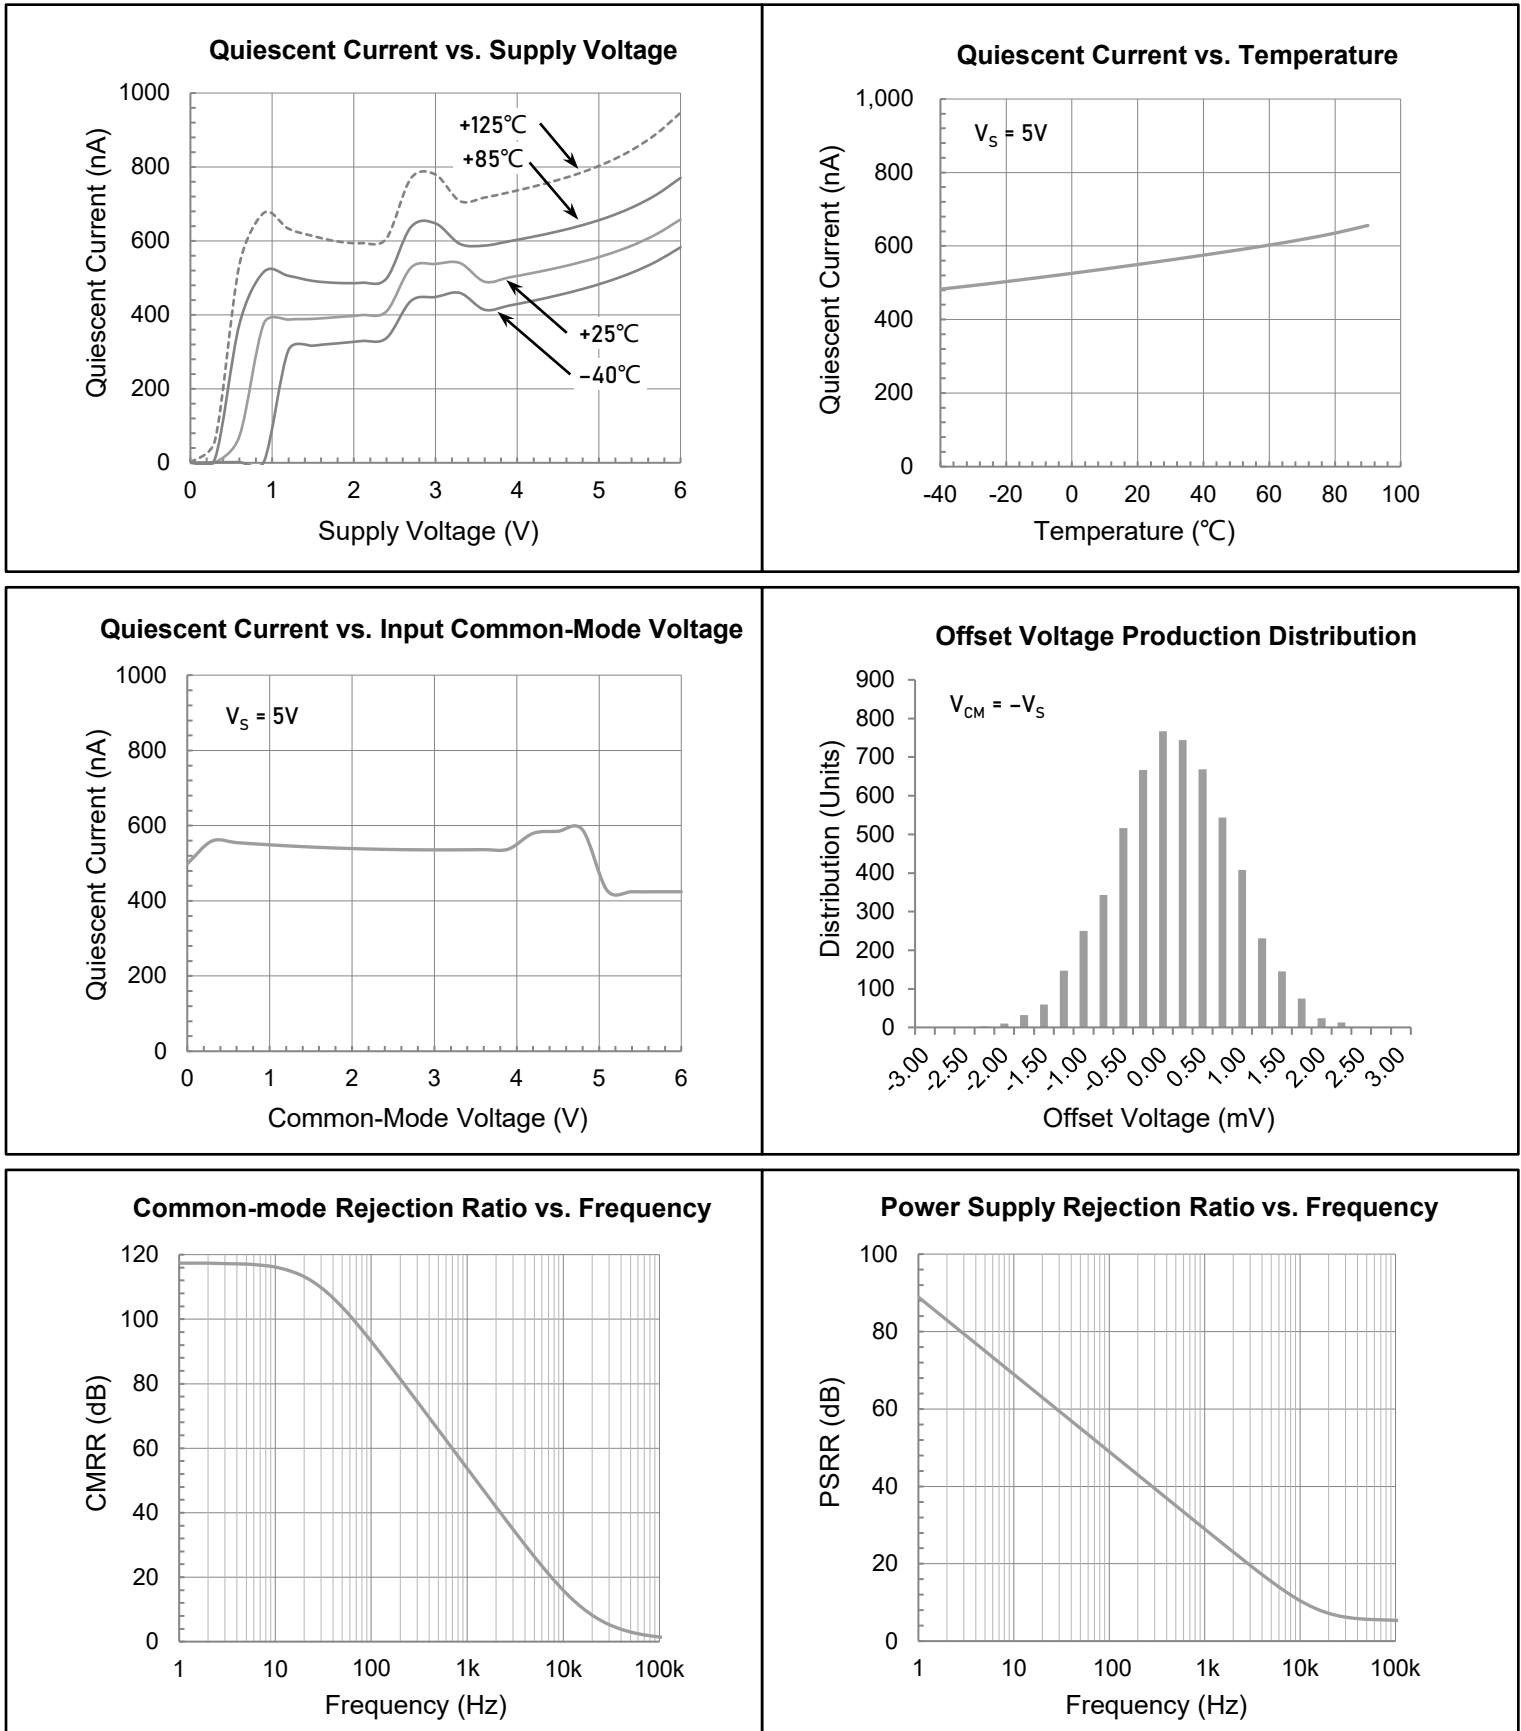 Quiescent Current vs. Supply Voltage
1000
800
600
400
200
0
Quiescent Current (nA)
+125℃
+85℃
+25℃
−40℃
0 1 2 3 4 5 6
Supply Voltage (V)
Quiescent Current vs. Temperature
1,000
800
600
400
200
0
Quiescent Current (nA)
VS = 5V
-40 -20 0 20 40 60 80 100
Temperature (℃)
Quiescent Current vs. Input Common-Mode Voltage
1000
800
600
400
200
0
Quiescent Current (nA)
VS = 5V
0 1 2 3 4 5 6
Common-Mode Voltage (V)
Offset Voltage Production Distribution
900
800
700
600
500
400
300
200
100
0
Distribution (Units)
VCM = −VS
-3.00 -2.50 -2.00 -1.50 -1.00 -0.50 0.00 0.50 1.00 1.50 2.00 2.50 3.00
Offset Voltage (mV)
Common-mode Rejection Ratio vs. Frequency
120
100
80
60
40
20
0
CMRR (dB)
1 10 100 1k 10k 100k
Frequency (Hz)
Power Supply Rejection Ratio vs. Frequency
100
80
60
40
20
0
PSRR (dB)
1 10 100 1k 10k 100k
Frequency (Hz)